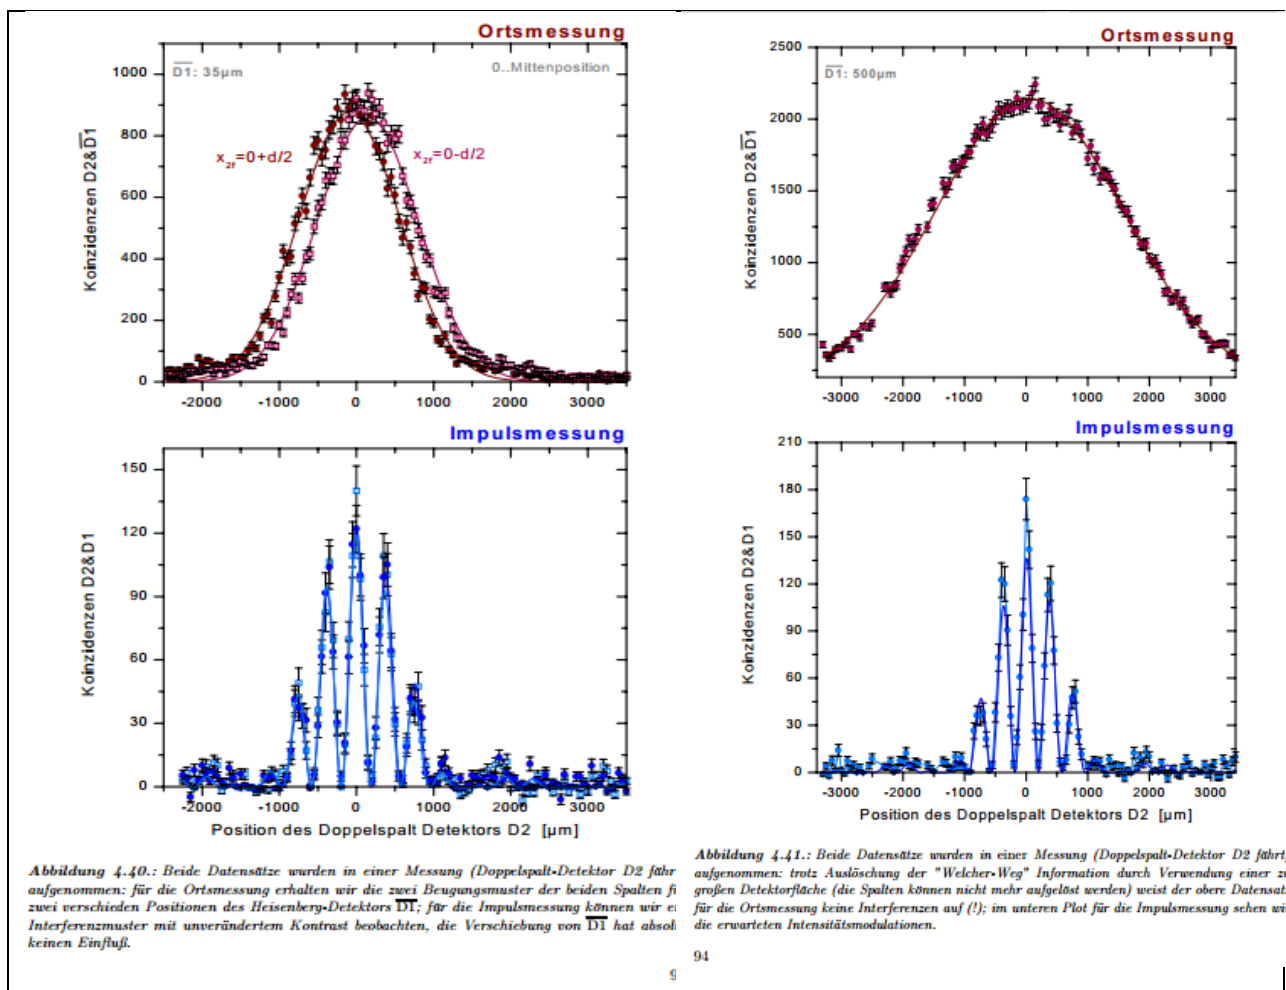 Ortsmessung
D1: 35µm
0..Mittenposition
x2f=0+d/2
x2f=0-d/2
Koinzidenzen D2&D1
1000
800
600
400
200
0
-2000 -1000 0 1000 2000 3000
Impulsmessung
Koinzidenzen D2&D1
150
120
90
60
30
0
-2000 -1000 0 1000 2000 3000
Position des Doppelspalt Detektors D2 [µm]
Abbildung 4.40.: Beide Datensätze wurden in einer Messung (Doppelspalt-Detektor D2 fähr
aufgenommen: für die Ortsmessung erhalten wir die zwei Beugungsmuster der beiden Spalten f
zwei verschieden Positionen des Heisenberg-Detektors D1; für die Impulsmessung können wir e
Interferenzmuster mit unverändertem Kontrast beobachten, die Verschiebung von D1 hat absol
keinen Einfluß.
9
Ortsmessung
D1: 500µm
Koinzidenzen D2&D1
2500
2000
1500
1000
500
-3000 -2000 -1000 0 1000 2000 3000
Impulsmessung
Koinzidenzen D2&D1
210
180
150
120
90
60
30
0
-3000 -2000 -1000 0 1000 2000 3000
Position des Doppelspalt Detektors D2 [µm]
Abbildung 4.41.: Beide Datensätze wurden in einer Messung (Doppelspalt-Detektor D2 fährt)
aufgenommen: trotz Auslöschung der "Welcher-Weg" Information durch Verwendung einer zu
großen Detektorfläche (die Spalten können nicht mehr aufgelöst werden) weist der obere Datensat
für die Ortsmessung keine Interferenzen auf (!); im unteren Plot für die Impulsmessung sehen wi
die erwarteten Intensitätsmodulationen.
94